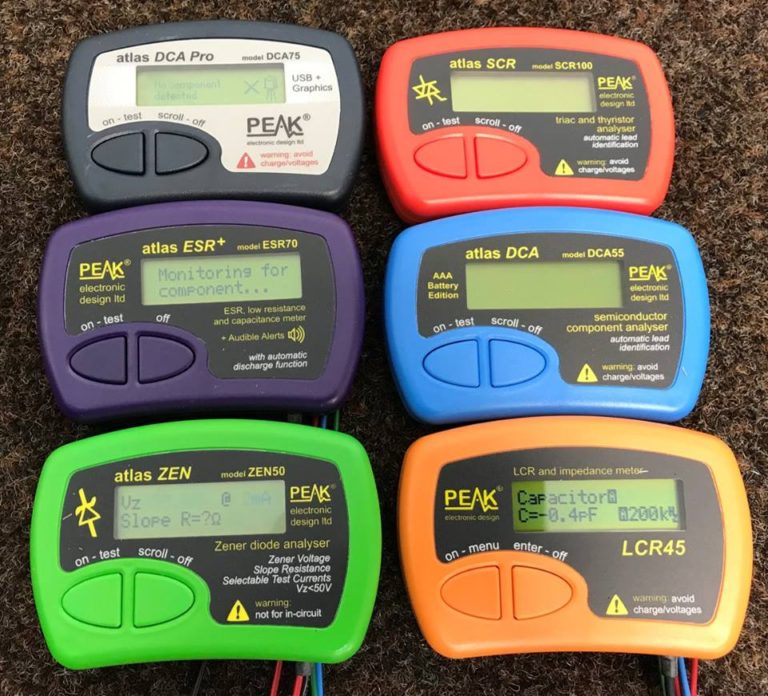 atlas DCA Pro model DCA75
No component
detected
USB +
Graphics
on - test scroll - off
PEAK®
electronic design ltd
warning: avoid
charge/voltages
atlas SCR model SCR100
PEAK®
electronic
design ltd
on - test scroll - off
triac and thyristor
analyser
automatic lead
identification
warning: avoid
charge/voltages
atlas ESR+ model ESR70
PEAK®
electronic
design ltd
Monitoring for
component...
on - test off
ESR, low resistance
and capacitance meter
+ Audible Alerts
with automatic
discharge function
atlas DCA model DCA55
AAA
Battery
Edition
PEAK®
electronic
design ltd
on - test scroll - off
semiconductor
component analyser
automatic lead
identification
warning: avoid
charge/voltages
atlas ZEN model ZEN50
Vz @ mA
Slope R=?Ω
PEAK®
electronic
design ltd
on - test scroll - off
Zener diode analyser
Zener Voltage
Slope Resistance
Selectable Test Currents
Vz<50V
warning:
not for in-circuit
LCR and impedance meter
PEAK®
electronic design
Capacitor
C=-0.4pF 200k
on - menu enter - off
LCR45
warning: avoid
charge/voltages